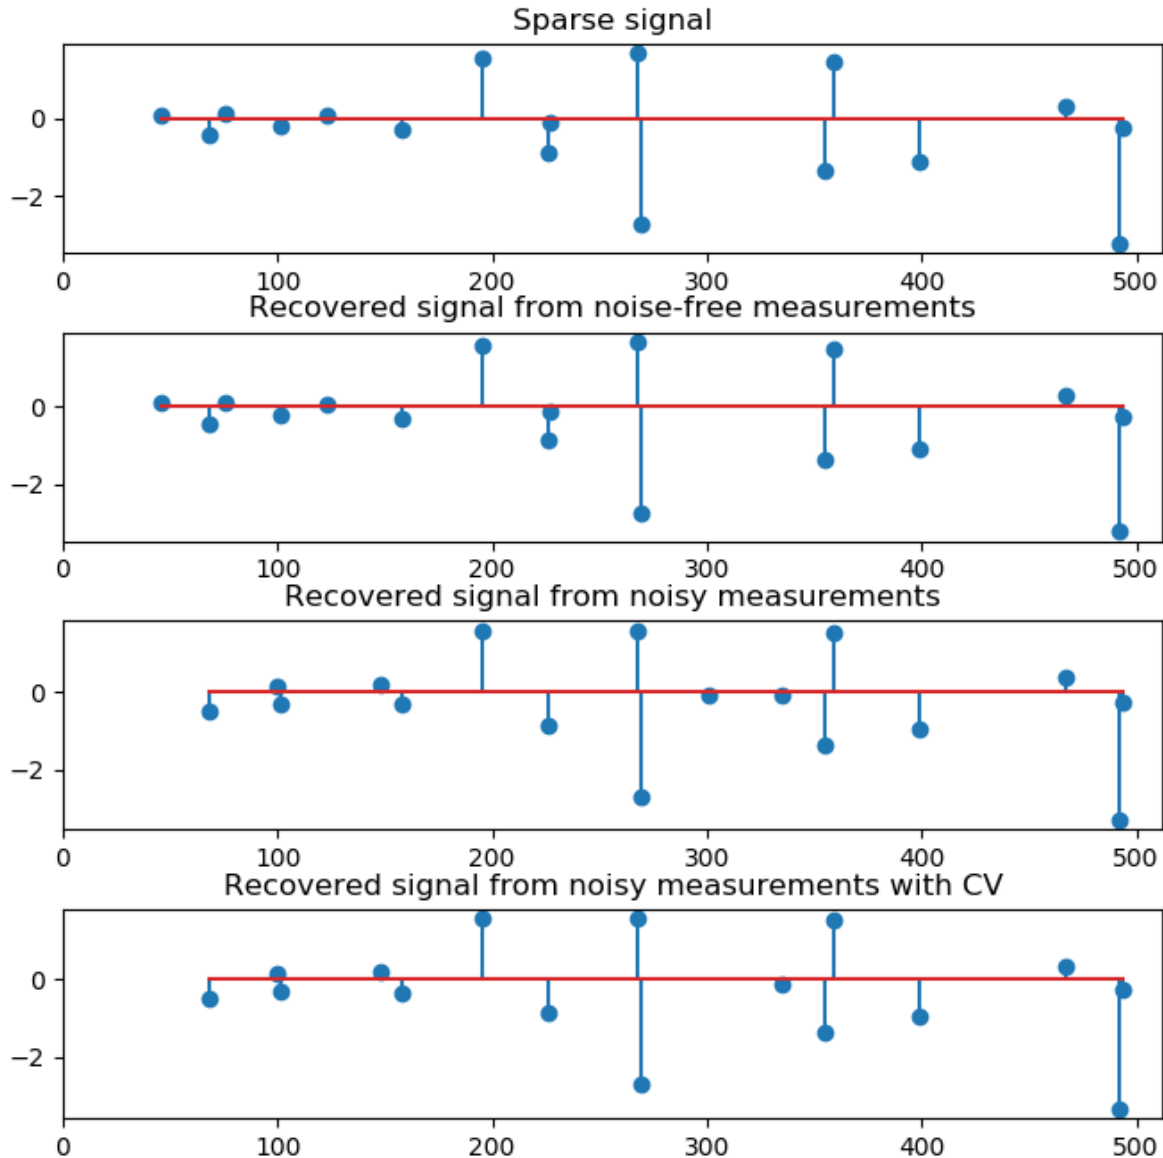 Sparse signal
0
−2
0 100 200 300 400 500
Recovered signal from noise-free measurements
0
−2
0 100 200 300 400 500
Recovered signal from noisy measurements
0
−2
0 100 200 300 400 500
Recovered signal from noisy measurements with CV
0
−2
0 100 200 300 400 500